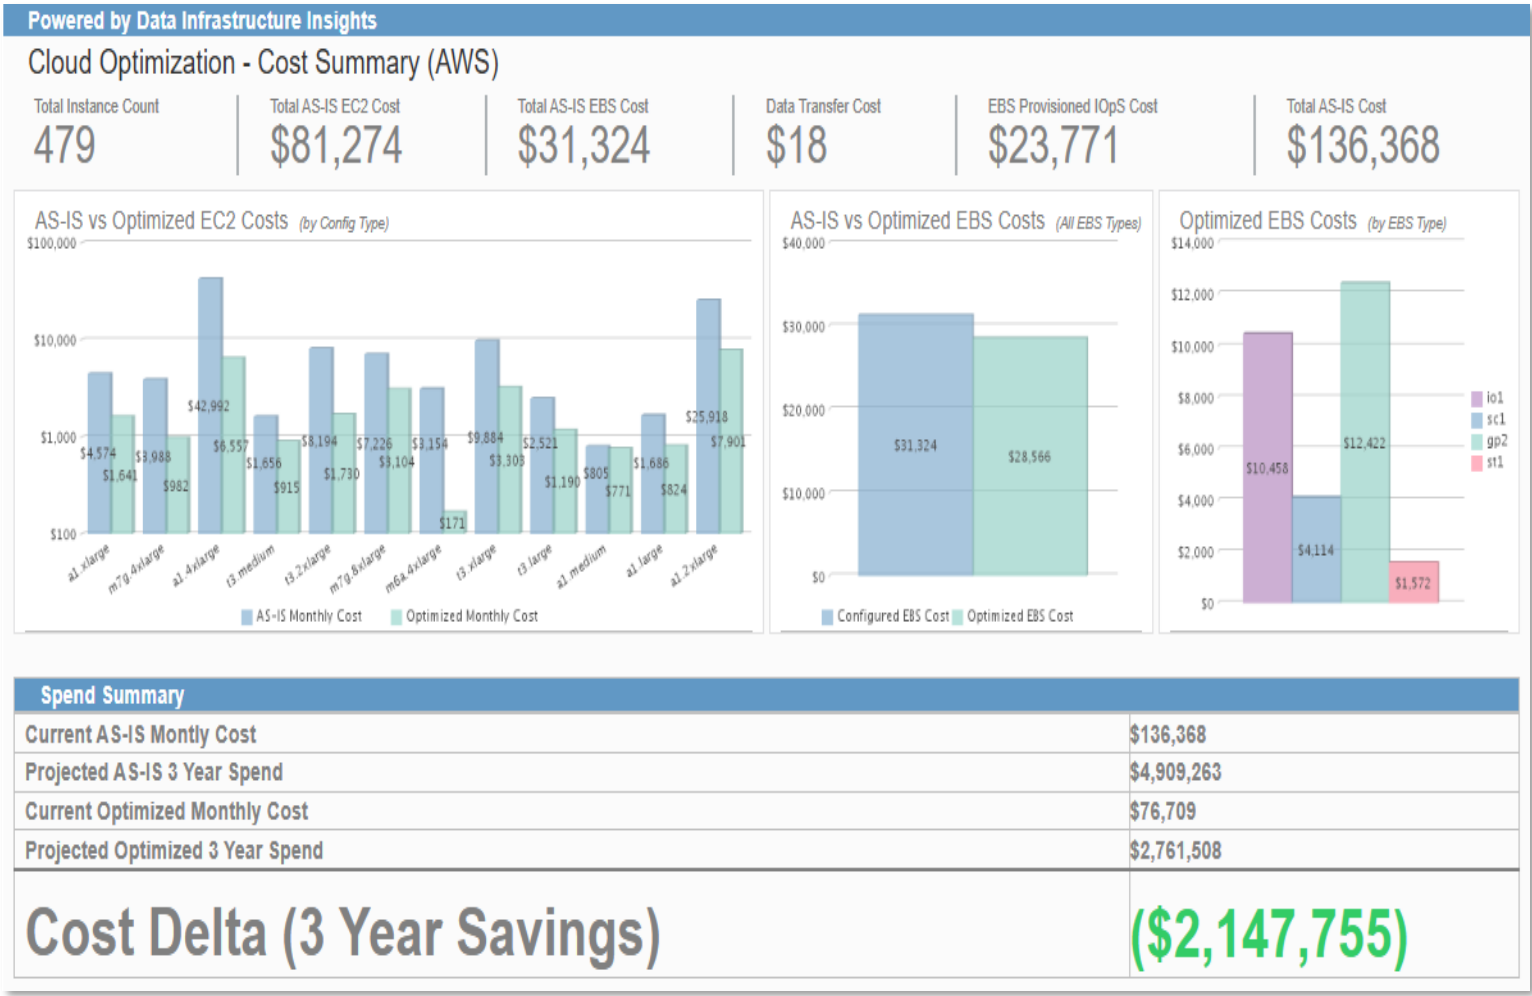 Powered by Data Infrastructure Insights
Cloud Optimization - Cost Summary (AWS)
Total Instance Count
479
Total AS-IS EC2 Cost
$81,274
Total AS-IS EBS Cost
$31,324
Data Transfer Cost
$18
EBS Provisioned IOpS Cost
$23,771
Total AS-IS Cost
$136,368
AS-IS vs Optimized EC2 Costs (by Config Type)
$100,000
$10,000
$1,000
$100
$4,574
$1,641
$3,988
$982
$42,992
$6,557
$1,656
$915
$8,194
$1,730
$7,226
$3,104
$3,154
$171
$9,884
$3,303
$2,521
$1,190
$805
$771
$1,686
$824
$25,918
$7,901
a1.xlarge
m7g.4xlarge
a1.4xlarge
t3.medium
t3.2xlarge
m7g.8xlarge
m6a.4xlarge
t3.xlarge
t3.large
a1.medium
a1.large
a1.2xlarge
AS-IS Monthly Cost
Optimized Monthly Cost
AS-IS vs Optimized EBS Costs (All EBS Types)
$40,000
$30,000
$20,000
$10,000
$0
$31,324
$28,566
Configured EBS Cost
Optimized EBS Cost
Optimized EBS Costs (by EBS Type)
$14,000
$12,000
$10,000
$8,000
$6,000
$4,000
$2,000
$0
$10,458
$4,114
$12,422
$1,572
io1
sc1
gp2
st1
Spend Summary
Current AS-IS Montly Cost $136,368
Projected AS-IS 3 Year Spend $4,909,263
Current Optimized Monthly Cost $76,709
Projected Optimized 3 Year Spend $2,761,508
Cost Delta (3 Year Savings) ($2,147,755)